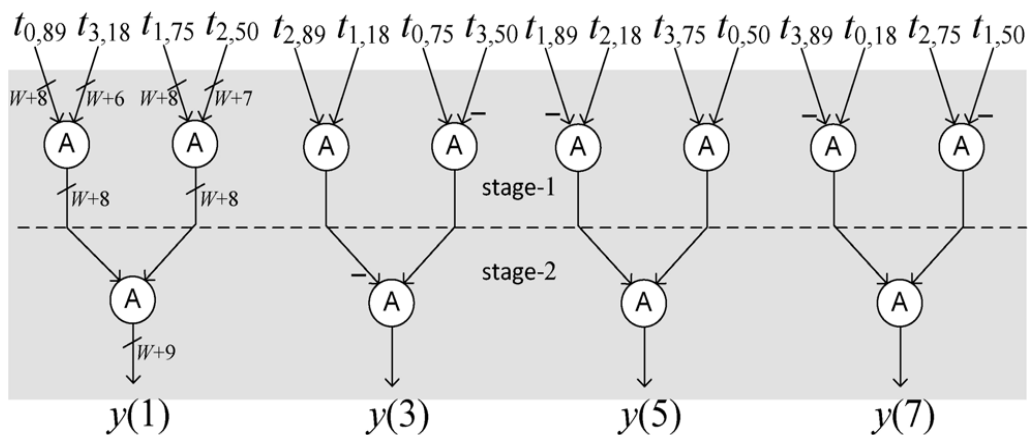 t0,89 t3,18 t1,75 t2,50 t2,89 t1,18 t0,75 t3,50 t1,89 t2,18 t3,75 t0,50 t3,89 t0,18 t2,75 t1,50
W+8 W+6 W+8 W+7
– – – –
A A A A A A A A
W+8 W+8 stage-1
stage-2
–
A A A A
W+9
y(1) y(3) y(5) y(7)